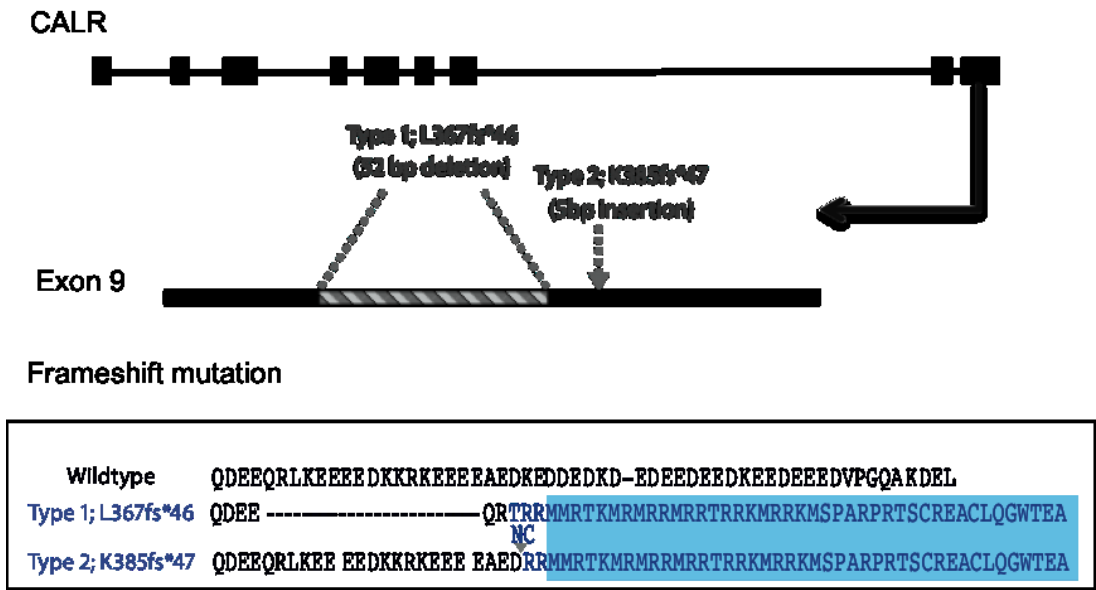 CALR
Type 1; L367fs*46
(52 bp deletion)
Type 2; K385fs*47
(5bp insertion)
Exon 9
Frameshift mutation
Wildtype QDEEQRLKEEEEDKKRKEEEEAEDKEDDEDKD-EDEEDEEDKEEDEEEDVPGQAKDEL
Type 1; L367fs*46 QDEE -----------------------QRTRRMMRTKMRMRRMRRTRRKMRRKMSPARPRTSCREACLQGWTEA
NC
Type 2; K385fs*47 QDEEQRLKEE EEDKKRKEEE EAEDRRMMRTKMRMRRMRRTRRKMRRKMSPARPRTSCREACLQGWTEA